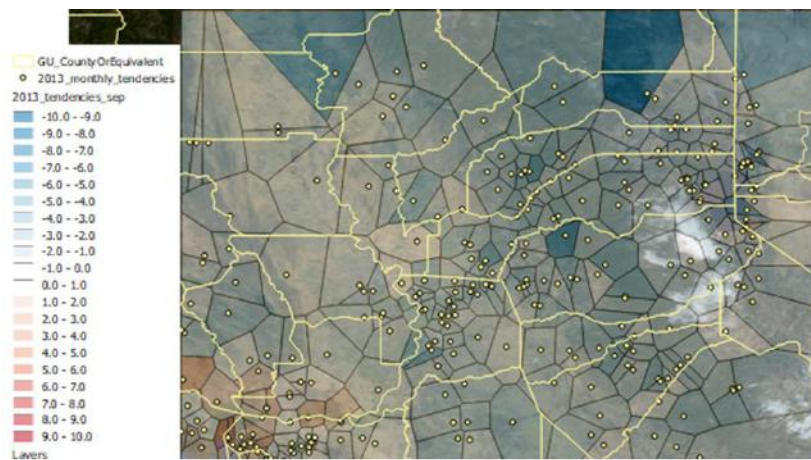 GU_CountyOrEquivalent
2013_monthly_tendencies
2013_tendencies_sep
-10.0 - -9.0
-9.0 - -8.0
-8.0 - -7.0
-7.0 - -6.0
-6.0 - -5.0
-5.0 - -4.0
-4.0 - -3.0
-3.0 - -2.0
-2.0 - -1.0
-1.0 - 0.0
0.0 - 1.0
1.0 - 2.0
2.0 - 3.0
3.0 - 4.0
4.0 - 5.0
5.0 - 6.0
6.0 - 7.0
7.0 - 8.0
8.0 - 9.0
9.0 - 10.0
Layers